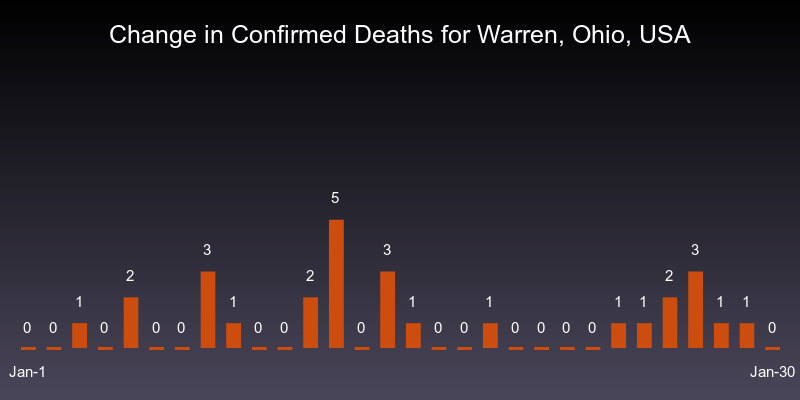 Change in Confirmed Deaths for Warren, Ohio, USA
5
3 3 3
2 2 2
1 1 1 1 1 1 1 1
0 0 0 0 0 0 0 0 0 0 0 0 0 0 0
Jan-1 Jan-30